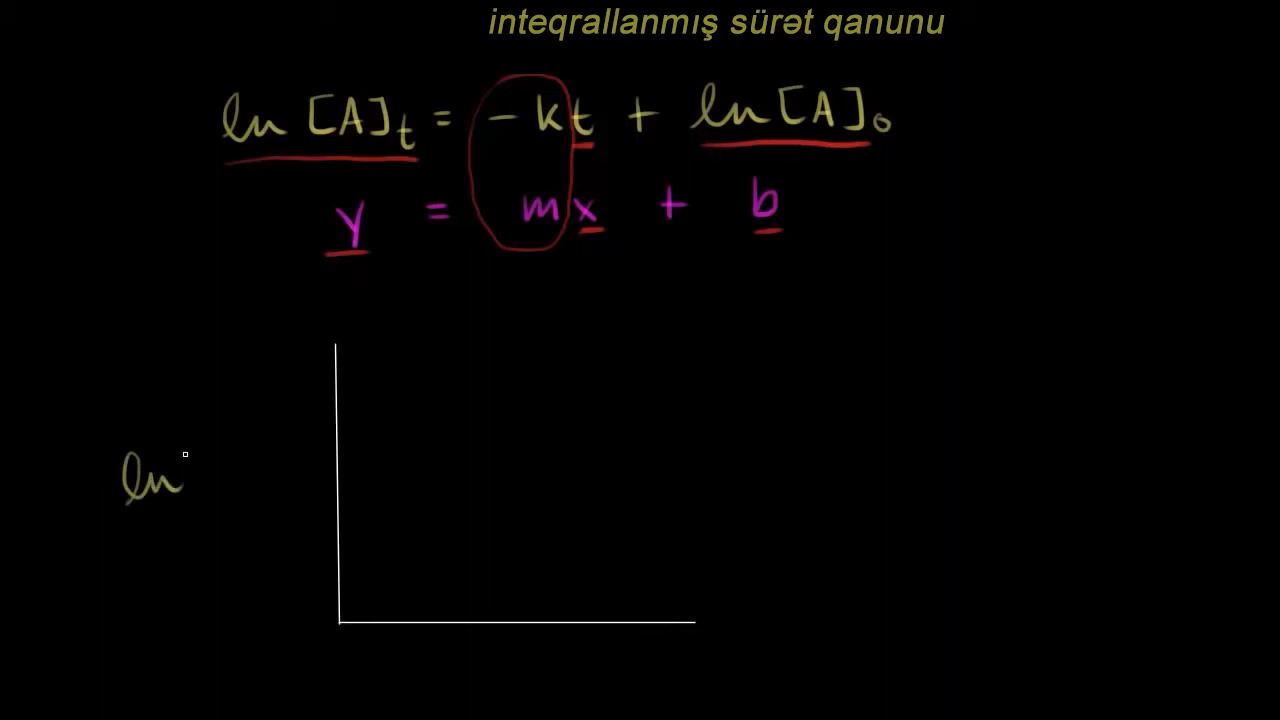 inteqrallanmış sürət qanunu
ln [A]t = -kt + ln [A]₀
y = mx + b
ln